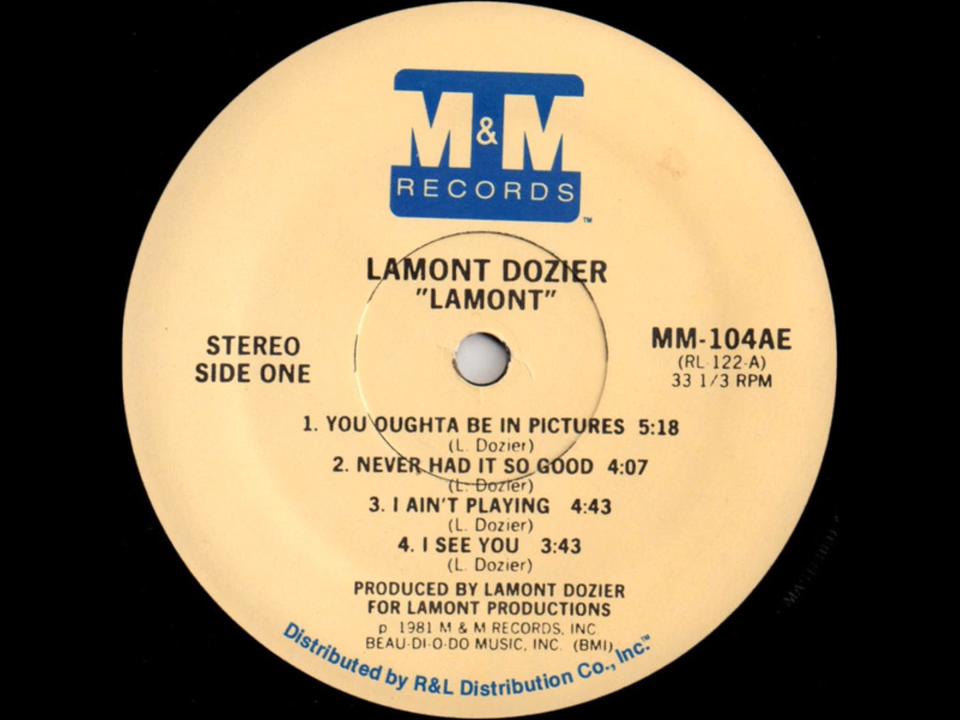 M&M
RECORDS™
LAMONT DOZIER
"LAMONT"
STEREO
SIDE ONE
MM-104AE
(RL-122-A)
33 1/3 RPM
1. YOU OUGHTA BE IN PICTURES 5:18
(L. Dozier)
2. NEVER HAD IT SO GOOD 4:07
(L. Dozier)
3. I AIN'T PLAYING 4:43
(L. Dozier)
4. I SEE YOU 3:43
(L. Dozier)
PRODUCED BY LAMONT DOZIER
FOR LAMONT PRODUCTIONS
p 1981 M & M RECORDS, INC.
BEAU-DI-O-DO MUSIC, INC. (BMI)
Distributed by R&L Distribution Co., Inc.™